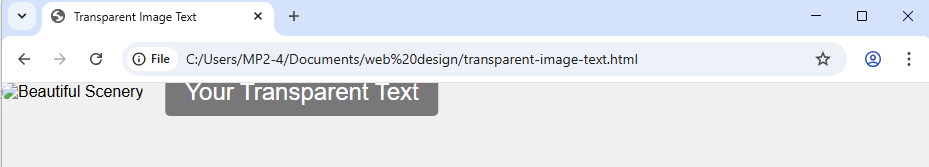 Transparent Image Text
File
C:/Users/MP2-4/Documents/web%20design/transparent-image-text.html
Beautiful Scenery
Your Transparent Text